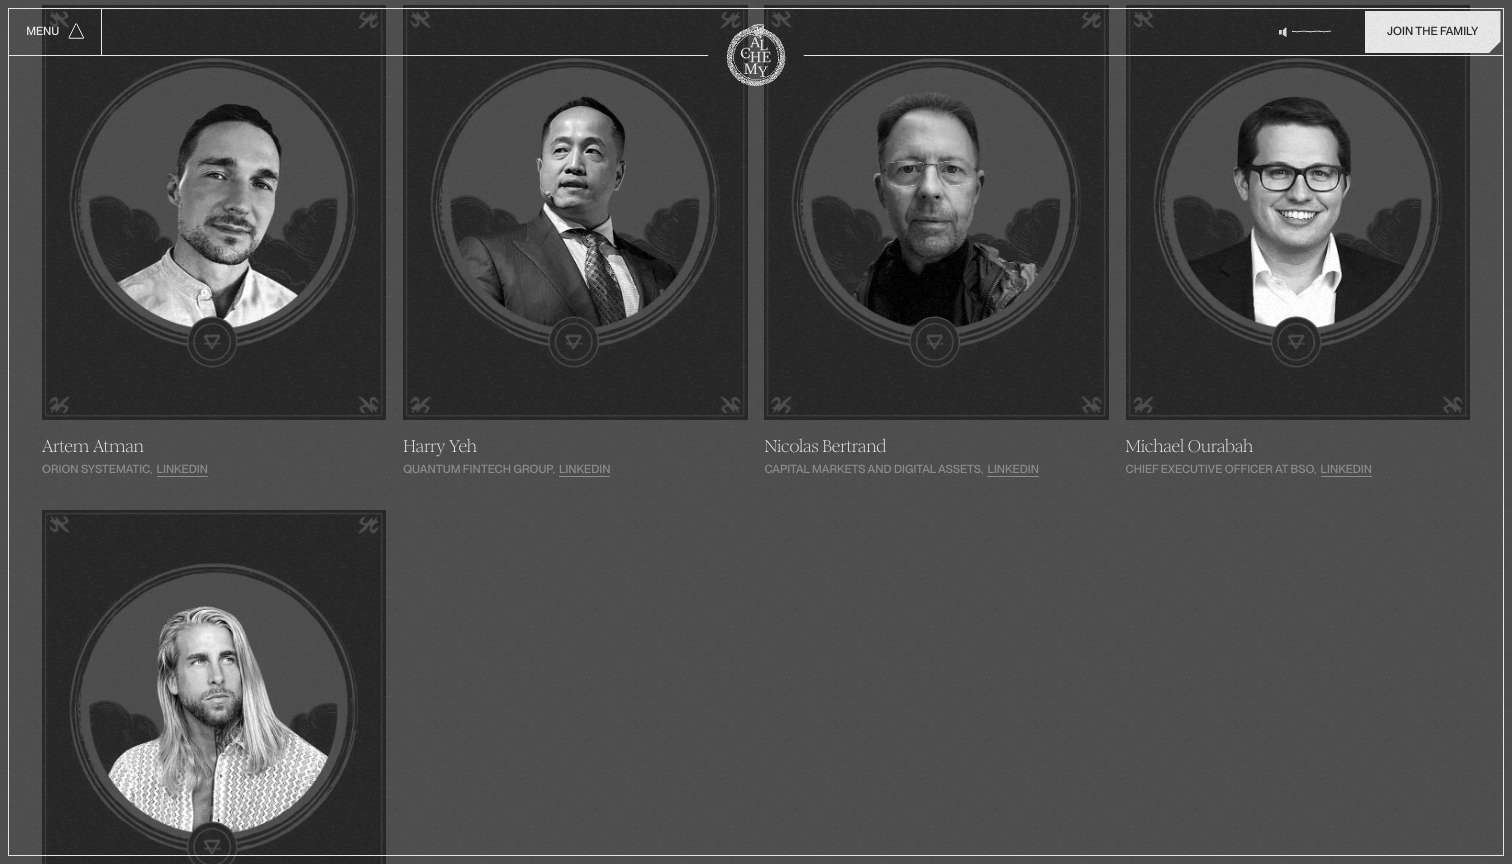 MENU
AL
CHE
MY
JOIN THE FAMILY
Artem Atman
ORION SYSTEMATIC, LINKEDIN
Harry Yeh
QUANTUM FINTECH GROUP, LINKEDIN
Nicolas Bertrand
CAPITAL MARKETS AND DIGITAL ASSETS, LINKEDIN
Michael Ourabah
CHIEF EXECUTIVE OFFICER AT BSO, LINKEDIN